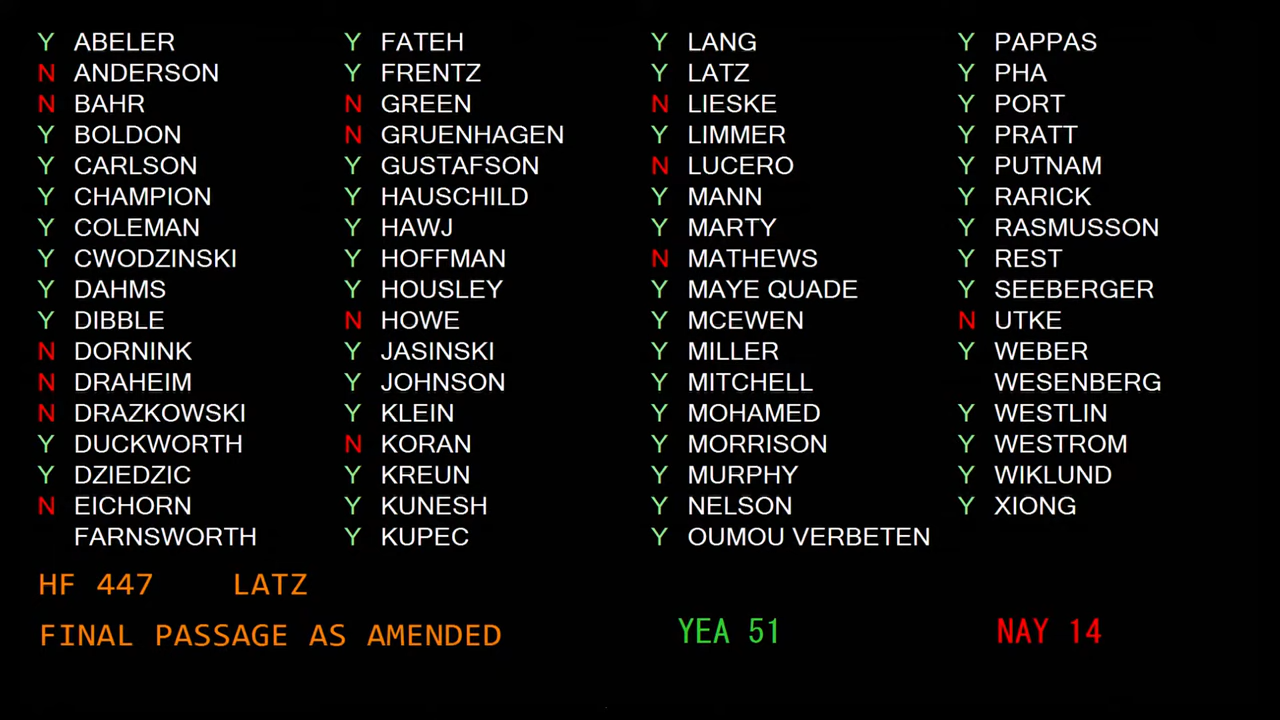 Y ABELER
N ANDERSON
N BAHR
Y BOLDON
Y CARLSON
Y CHAMPION
Y COLEMAN
Y CWODZINSKI
Y DAHMS
Y DIBBLE
N DORNINK
N DRAHEIM
N DRAZKOWSKI
Y DUCKWORTH
Y DZIEDZIC
N EICHORN
FARNSWORTH
Y FATEH
Y FRENTZ
N GREEN
N GRUENHAGEN
Y GUSTAFSON
Y HAUSCHILD
Y HAWJ
Y HOFFMAN
Y HOUSLEY
N HOWE
Y JASINSKI
Y JOHNSON
Y KLEIN
N KORAN
Y KREUN
Y KUNESH
Y KUPEC
Y LANG
Y LATZ
N LIESKE
Y LIMMER
N LUCERO
Y MANN
Y MARTY
N MATHEWS
Y MAYE QUADE
Y MCEWEN
Y MILLER
Y MITCHELL
Y MOHAMED
Y MORRISON
Y MURPHY
Y NELSON
Y OUMOU VERBETEN
Y PAPPAS
Y PHA
Y PORT
Y PRATT
Y PUTNAM
Y RARICK
Y RASMUSSON
Y REST
Y SEEBERGER
N UTKE
Y WEBER
WESENBERG
Y WESTLIN
Y WESTROM
Y WIKLUND
Y XIONG
HF 447 LATZ
FINAL PASSAGE AS AMENDED
YEA 51
NAY 14